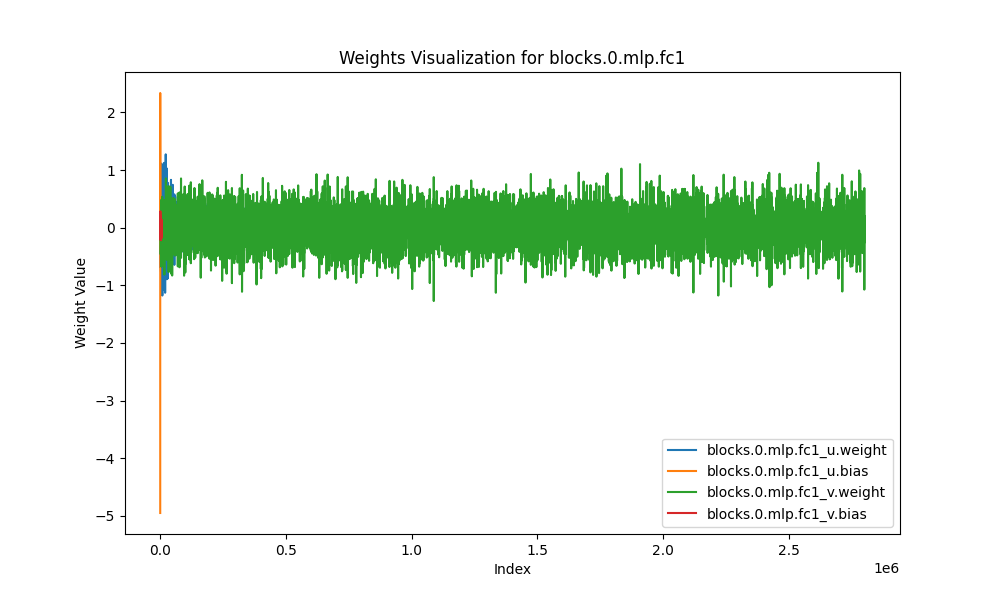 Weights Visualization for blocks.0.mlp.fc1
Weight Value
2
1
0
−1
−2
−3
−4
−5
blocks.0.mlp.fc1_u.weight
blocks.0.mlp.fc1_u.bias
blocks.0.mlp.fc1_v.weight
blocks.0.mlp.fc1_v.bias
0.0 0.5 1.0 1.5 2.0 2.5
1e6
Index